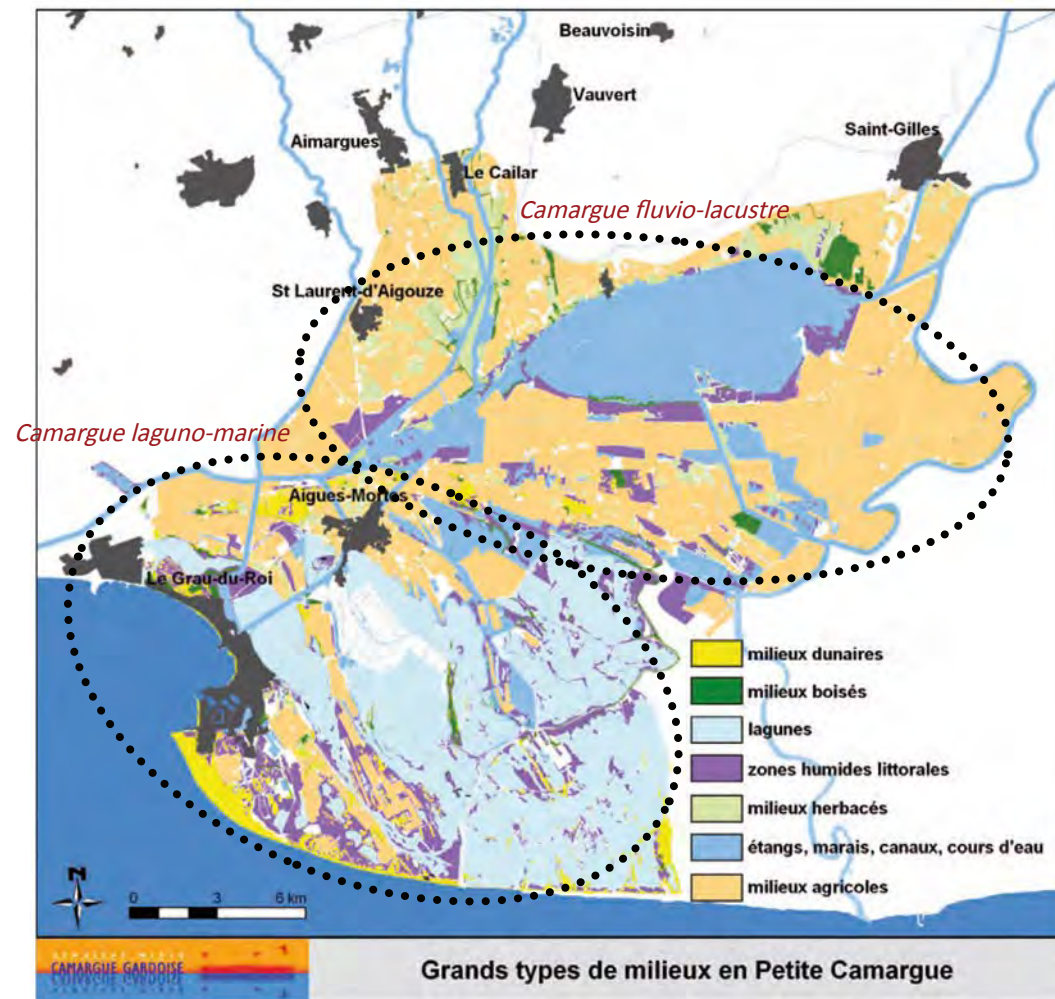 Beauvoisin
Vauvert
Saint-Gilles
Aimargues
Le Cailar
Camargue fluvio-lacustre
St Laurent-d'Aigouze
Camargue laguno-marine
Aigues-Mortes
Le Grau-du-Roi
milieux dunaires
milieux boisés
lagunes
zones humides littorales
milieux herbacés
étangs, marais, canaux, cours d'eau
milieux agricoles
N
0 3 6 km
CAMARGUE GARDOISE
Grands types de milieux en Petite Camargue